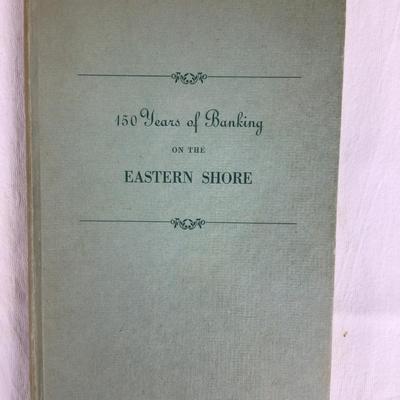 150 Years of Banking
ON THE
EASTERN SHORE